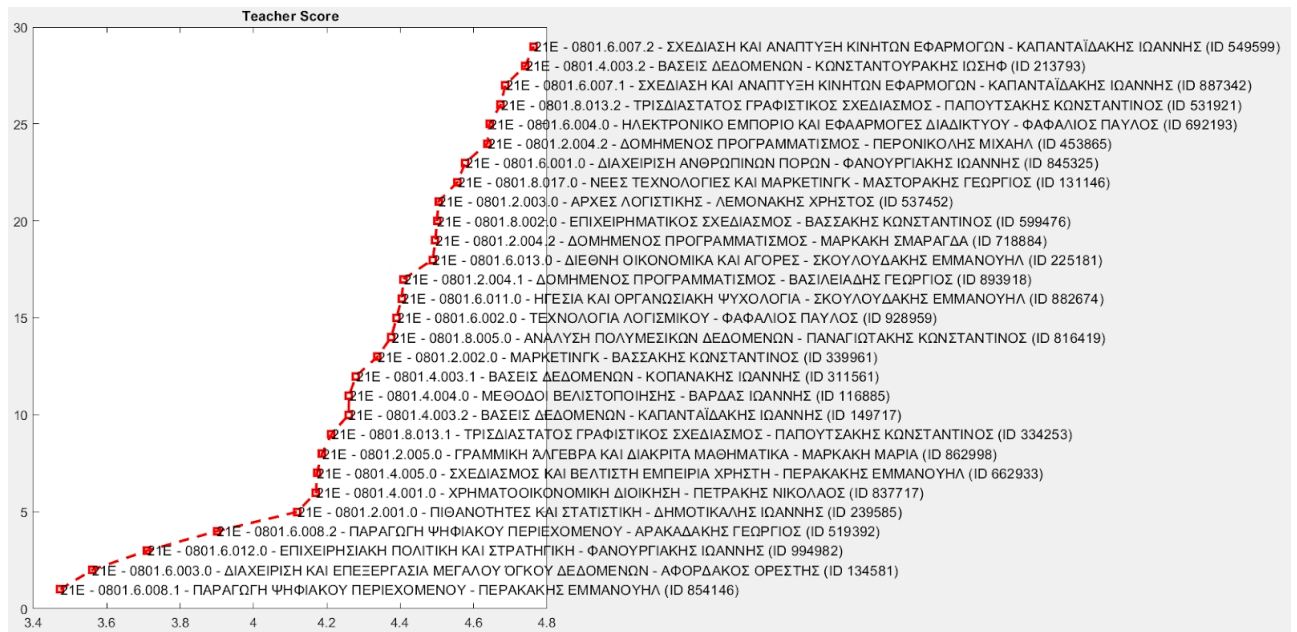 Teacher Score
30
21E - 0801.6.007.2 - ΣΧΕΔΙΑΣΗ ΚΑΙ ΑΝΑΠΤΥΞΗ ΚΙΝΗΤΩΝ ΕΦΑΡΜΟΓΩΝ - ΚΑΠΑΝΤΑΪΔΑΚΗΣ ΙΩΑΝΝΗΣ (ID 549599)
21E - 0801.4.003.2 - ΒΑΣΕΙΣ ΔΕΔΟΜΕΝΩΝ - ΚΩΝΣΤΑΝΤΟΥΡΑΚΗΣ ΙΩΣΗΦ (ID 213793)
21E - 0801.6.007.1 - ΣΧΕΔΙΑΣΗ ΚΑΙ ΑΝΑΠΤΥΞΗ ΚΙΝΗΤΩΝ ΕΦΑΡΜΟΓΩΝ - ΚΑΠΑΝΤΑΪΔΑΚΗΣ ΙΩΑΝΝΗΣ (ID 887342)
21E - 0801.8.013.2 - ΤΡΙΣΔΙΑΣΤΑΤΟΣ ΓΡΑΦΙΣΤΙΚΟΣ ΣΧΕΔΙΑΣΜΟΣ - ΠΑΠΟΥΤΣΑΚΗΣ ΚΩΝΣΤΑΝΤΙΝΟΣ (ID 531921)
25
21E - 0801.6.004.0 - ΗΛΕΚΤΡΟΝΙΚΟ ΕΜΠΟΡΙΟ ΚΑΙ ΕΦΑΑΡΜΟΓΕΣ ΔΙΑΔΙΚΤΥΟΥ - ΦΑΦΑΛΙΟΣ ΠΑΥΛΟΣ (ID 692193)
21E - 0801.2.004.2 - ΔΟΜΗΜΕΝΟΣ ΠΡΟΓΡΑΜΜΑΤΙΣΜΟΣ - ΠΕΡΟΝΙΚΟΛΗΣ ΜΙΧΑΗΛ (ID 453865)
21E - 0801.6.001.0 - ΔΙΑΧΕΙΡΙΣΗ ΑΝΘΡΩΠΙΝΩΝ ΠΟΡΩΝ - ΦΑΝΟΥΡΓΙΑΚΗΣ ΙΩΑΝΝΗΣ (ID 845325)
21E - 0801.8.017.0 - ΝΕΕΣ ΤΕΧΝΟΛΟΓΙΕΣ ΚΑΙ ΜΑΡΚΕΤΙΝΓΚ - ΜΑΣΤΟΡΑΚΗΣ ΓΕΩΡΓΙΟΣ (ID 131146)
21E - 0801.2.003.0 - ΑΡΧΕΣ ΛΟΓΙΣΤΙΚΗΣ - ΛΕΜΟΝΑΚΗΣ ΧΡΗΣΤΟΣ (ID 537452)
20
21E - 0801.8.002.0 - ΕΠΙΧΕΙΡΗΜΑΤΙΚΟΣ ΣΧΕΔΙΑΣΜΟΣ - ΒΑΣΣΑΚΗΣ ΚΩΝΣΤΑΝΤΙΝΟΣ (ID 599476)
21E - 0801.2.004.2 - ΔΟΜΗΜΕΝΟΣ ΠΡΟΓΡΑΜΜΑΤΙΣΜΟΣ - ΜΑΡΚΑΚΗ ΣΜΑΡΑΓΔΑ (ID 718884)
21E - 0801.6.013.0 - ΔΙΕΘΝΗ ΟΙΚΟΝΟΜΙΚΑ ΚΑΙ ΑΓΟΡΕΣ - ΣΚΟΥΛΟΥΔΑΚΗΣ ΕΜΜΑΝΟΥΗΛ (ID 225181)
21E - 0801.2.004.1 - ΔΟΜΗΜΕΝΟΣ ΠΡΟΓΡΑΜΜΑΤΙΣΜΟΣ - ΒΑΣΙΛΕΙΑΔΗΣ ΓΕΩΡΓΙΟΣ (ID 893918)
21E - 0801.6.011.0 - ΗΓΕΣΙΑ ΚΑΙ ΟΡΓΑΝΩΣΙΑΚΗ ΨΥΧΟΛΟΓΙΑ - ΣΚΟΥΛΟΥΔΑΚΗΣ ΕΜΜΑΝΟΥΗΛ (ID 882674)
15
21E - 0801.6.002.0 - ΤΕΧΝΟΛΟΓΙΑ ΛΟΓΙΣΜΙΚΟΥ - ΦΑΦΑΛΙΟΣ ΠΑΥΛΟΣ (ID 928959)
21E - 0801.8.005.0 - ΑΝΑΛΥΣΗ ΠΟΛΥΜΕΣΙΚΩΝ ΔΕΔΟΜΕΝΩΝ - ΠΑΝΑΓΙΩΤΑΚΗΣ ΚΩΝΣΤΑΝΤΙΝΟΣ (ID 816419)
21E - 0801.2.002.0 - ΜΑΡΚΕΤΙΝΓΚ - ΒΑΣΣΑΚΗΣ ΚΩΝΣΤΑΝΤΙΝΟΣ (ID 339961)
21E - 0801.4.003.1 - ΒΑΣΕΙΣ ΔΕΔΟΜΕΝΩΝ - ΚΟΠΑΝΑΚΗΣ ΙΩΑΝΝΗΣ (ID 311561)
21E - 0801.4.004.0 - ΜΕΘΟΔΟΙ ΒΕΛΙΣΤΟΠΟΙΗΣΗΣ - ΒΑΡΔΑΣ ΙΩΑΝΝΗΣ (ID 116885)
10
21E - 0801.4.003.2 - ΒΑΣΕΙΣ ΔΕΔΟΜΕΝΩΝ - ΚΑΠΑΝΤΑΪΔΑΚΗΣ ΙΩΑΝΝΗΣ (ID 149717)
21E - 0801.8.013.1 - ΤΡΙΣΔΙΑΣΤΑΤΟΣ ΓΡΑΦΙΣΤΙΚΟΣ ΣΧΕΔΙΑΣΜΟΣ - ΠΑΠΟΥΤΣΑΚΗΣ ΚΩΝΣΤΑΝΤΙΝΟΣ (ID 334253)
21E - 0801.2.005.0 - ΓΡΑΜΜΙΚΗ ΆΛΓΕΒΡΑ ΚΑΙ ΔΙΑΚΡΙΤΑ ΜΑΘΗΜΑΤΙΚΑ - ΜΑΡΚΑΚΗ ΜΑΡΙΑ (ID 862998)
21E - 0801.4.005.0 - ΣΧΕΔΙΑΣΜΟΣ ΚΑΙ ΒΕΛΤΙΣΤΗ ΕΜΠΕΙΡΙΑ ΧΡΗΣΤΗ - ΠΕΡΑΚΑΚΗΣ ΕΜΜΑΝΟΥΗΛ (ID 662933)
21E - 0801.4.001.0 - ΧΡΗΜΑΤΟΟΙΚΟΝΟΜΙΚΗ ΔΙΟΙΚΗΣΗ - ΠΕΤΡΑΚΗΣ ΝΙΚΟΛΑΟΣ (ID 837717)
5
21E - 0801.2.001.0 - ΠΙΘΑΝΟΤΗΤΕΣ ΚΑΙ ΣΤΑΤΙΣΤΙΚΗ - ΔΗΜΟΤΙΚΑΛΗΣ ΙΩΑΝΝΗΣ (ID 239585)
21E - 0801.6.008.2 - ΠΑΡΑΓΩΓΗ ΨΗΦΙΑΚΟΥ ΠΕΡΙΕΧΟΜΕΝΟΥ - ΑΡΑΚΑΔΑΚΗΣ ΓΕΩΡΓΙΟΣ (ID 519392)
21E - 0801.6.012.0 - ΕΠΙΧΕΙΡΗΣΙΑΚΗ ΠΟΛΙΤΙΚΗ ΚΑΙ ΣΤΡΑΤΗΓΙΚΗ - ΦΑΝΟΥΡΓΙΑΚΗΣ ΙΩΑΝΝΗΣ (ID 994982)
21E - 0801.6.003.0 - ΔΙΑΧΕΙΡΙΣΗ ΚΑΙ ΕΠΕΞΕΡΓΑΣΙΑ ΜΕΓΑΛΟΥ ΌΓΚΟΥ ΔΕΔΟΜΕΝΩΝ - ΑΦΟΡΔΑΚΟΣ ΟΡΕΣΤΗΣ (ID 134581)
21E - 0801.6.008.1 - ΠΑΡΑΓΩΓΗ ΨΗΦΙΑΚΟΥ ΠΕΡΙΕΧΟΜΕΝΟΥ - ΠΕΡΑΚΑΚΗΣ ΕΜΜΑΝΟΥΗΛ (ID 854146)
0
3.4 3.6 3.8 4 4.2 4.4 4.6 4.8